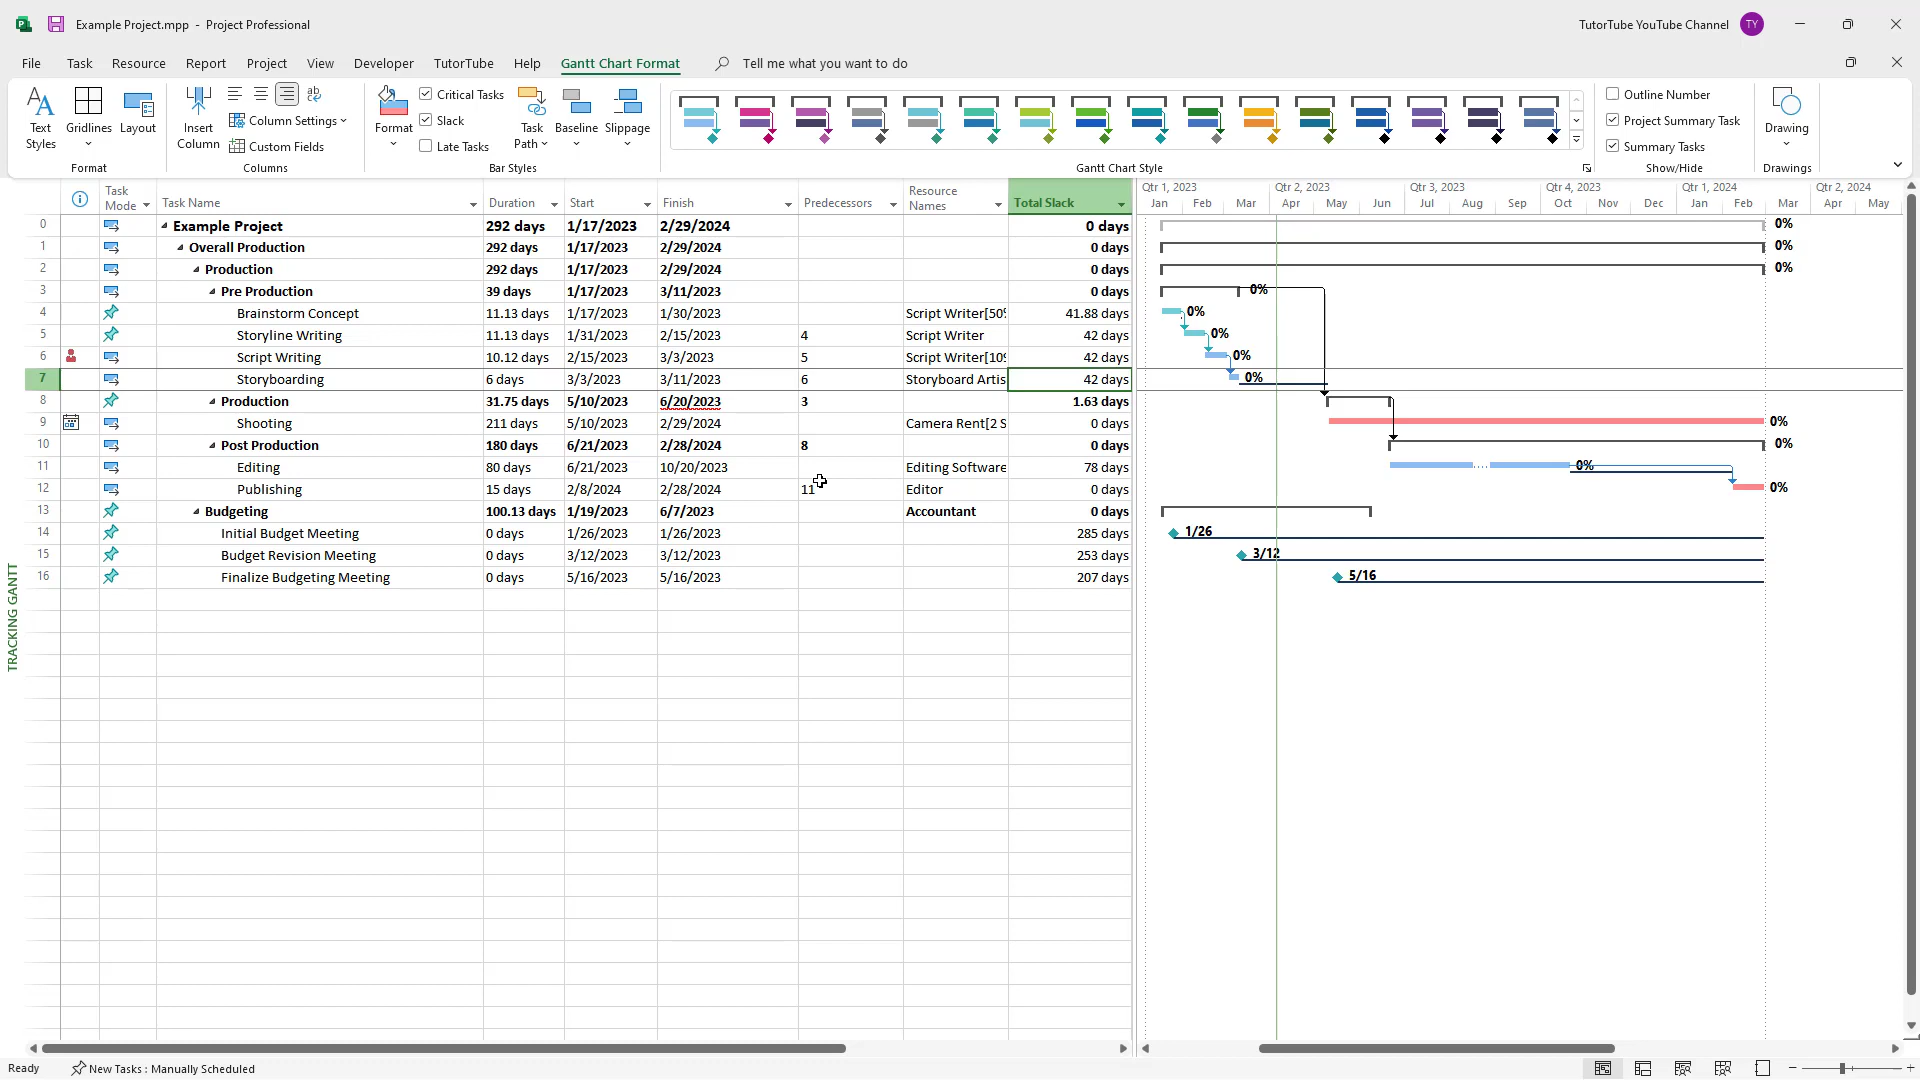 Example Project.mpp - Project Professional
TutorTube YouTube Channel
TY
File Task Resource Report Project View Developer TutorTube Help Gantt Chart Format Tell me what you want to do
Text Styles
Gridlines
Layout
Format
Insert Column
ab
Column Settings
Custom Fields
Columns
Format
Critical Tasks
Slack
Late Tasks
Task Path
Baseline
Slippage
Bar Styles
Gantt Chart Style
Outline Number
Project Summary Task
Summary Tasks
Show/Hide
Drawing
Drawings
Task Mode Task Name Duration Start Finish Predecessors Resource Names Total Slack
Qtr 1, 2023 Qtr 2, 2023 Qtr 3, 2023 Qtr 4, 2023 Qtr 1, 2024 Qtr 2, 2024
Jan Feb Mar Apr May Jun Jul Aug Sep Oct Nov Dec Jan Feb Mar Apr May
0 Example Project 292 days 1/17/2023 2/29/2024 0 days 0%
1 Overall Production 292 days 1/17/2023 2/29/2024 0 days 0%
2 Production 292 days 1/17/2023 2/29/2024 0 days 0%
3 Pre Production 39 days 1/17/2023 3/11/2023 0 days 0%
4 Brainstorm Concept 11.13 days 1/17/2023 1/30/2023 Script Writer[50% 41.88 days 0%
5 Storyline Writing 11.13 days 1/31/2023 2/15/2023 4 Script Writer 42 days 0%
6 Script Writing 10.12 days 2/15/2023 3/3/2023 5 Script Writer[109 42 days 0%
7 Storyboarding 6 days 3/3/2023 3/11/2023 6 Storyboard Artis 42 days 0%
8 Production 31.75 days 5/10/2023 6/20/2023 3 1.63 days
9 Shooting 211 days 5/10/2023 2/29/2024 Camera Rent[2 S 0 days 0%
10 Post Production 180 days 6/21/2023 2/28/2024 8 0 days 0%
11 Editing 80 days 6/21/2023 10/20/2023 Editing Software 78 days 0%
12 Publishing 15 days 2/8/2024 2/28/2024 11 Editor 0 days 0%
13 Budgeting 100.13 days 1/19/2023 6/7/2023 Accountant 0 days
14 Initial Budget Meeting 0 days 1/26/2023 1/26/2023 285 days 1/26
15 Budget Revision Meeting 0 days 3/12/2023 3/12/2023 253 days 3/12
16 Finalize Budgeting Meeting 0 days 5/16/2023 5/16/2023 207 days 5/16
TRACKING GANTT
Ready New Tasks : Manually Scheduled